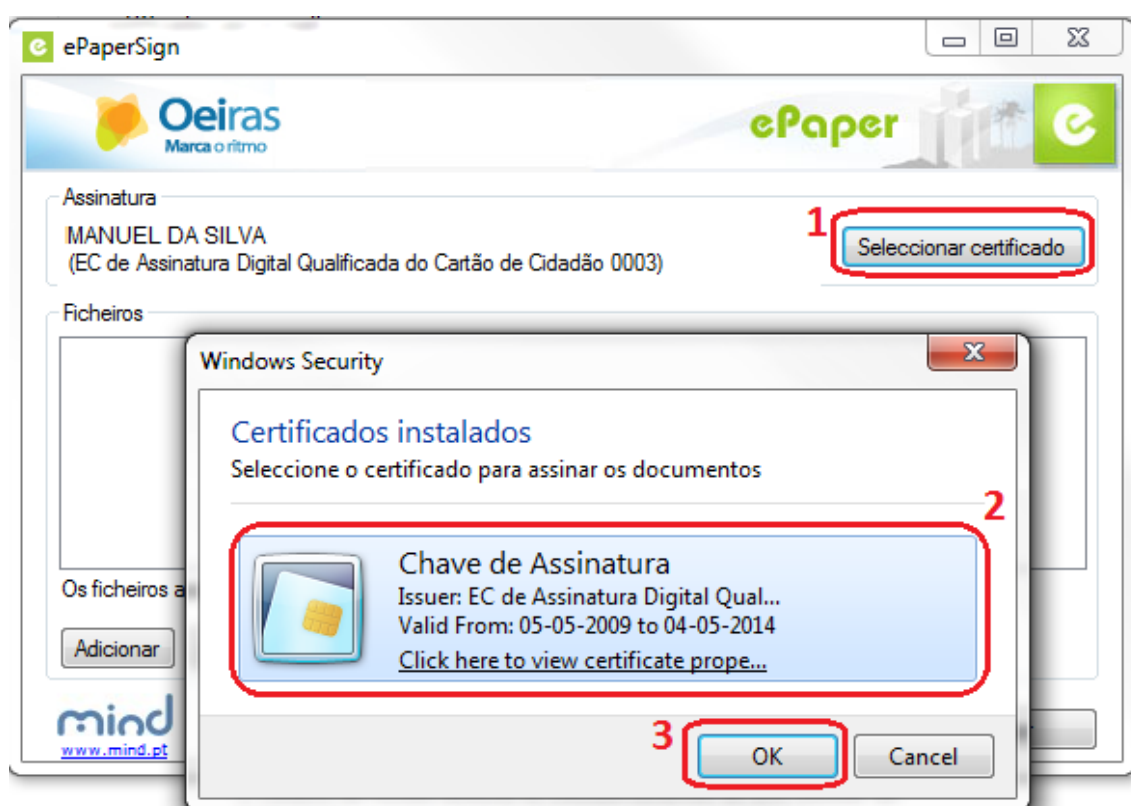 ePaperSign
Oeiras
Marca o ritmo
ePaper
Assinatura
MANUEL DA SILVA
(EC de Assinatura Digital Qualificada do Cartão de Cidadão 0003)
1
Seleccionar certificado
Ficheiros
Windows Security
Certificados instalados
Seleccione o certificado para assinar os documentos
2
Chave de Assinatura
Issuer: EC de Assinatura Digital Qual...
Valid From: 05-05-2009 to 04-05-2014
Click here to view certificate prope...
Os ficheiros a
Adicionar
mind
www.mind.pt
3
OK
Cancel